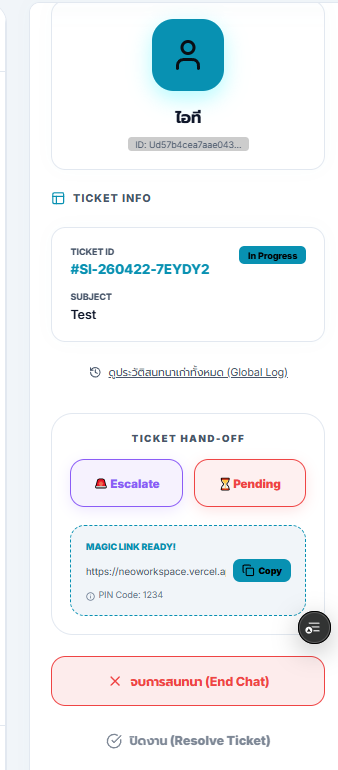 ไอที
ID: Ud57b4cea7aae043...
TICKET INFO
TICKET ID
In Progress
#SI-260422-7EYDY2
SUBJECT
Test
ดูประวัติสนทนาเก่าทั้งหมด (Global Log)
TICKET HAND-OFF
🚨 Escalate
⏳ Pending
MAGIC LINK READY!
https://neoworkspace.vercel.a
Copy
PIN Code: 1234
จบการสนทนา (End Chat)
ปิดงาน (Resolve Ticket)